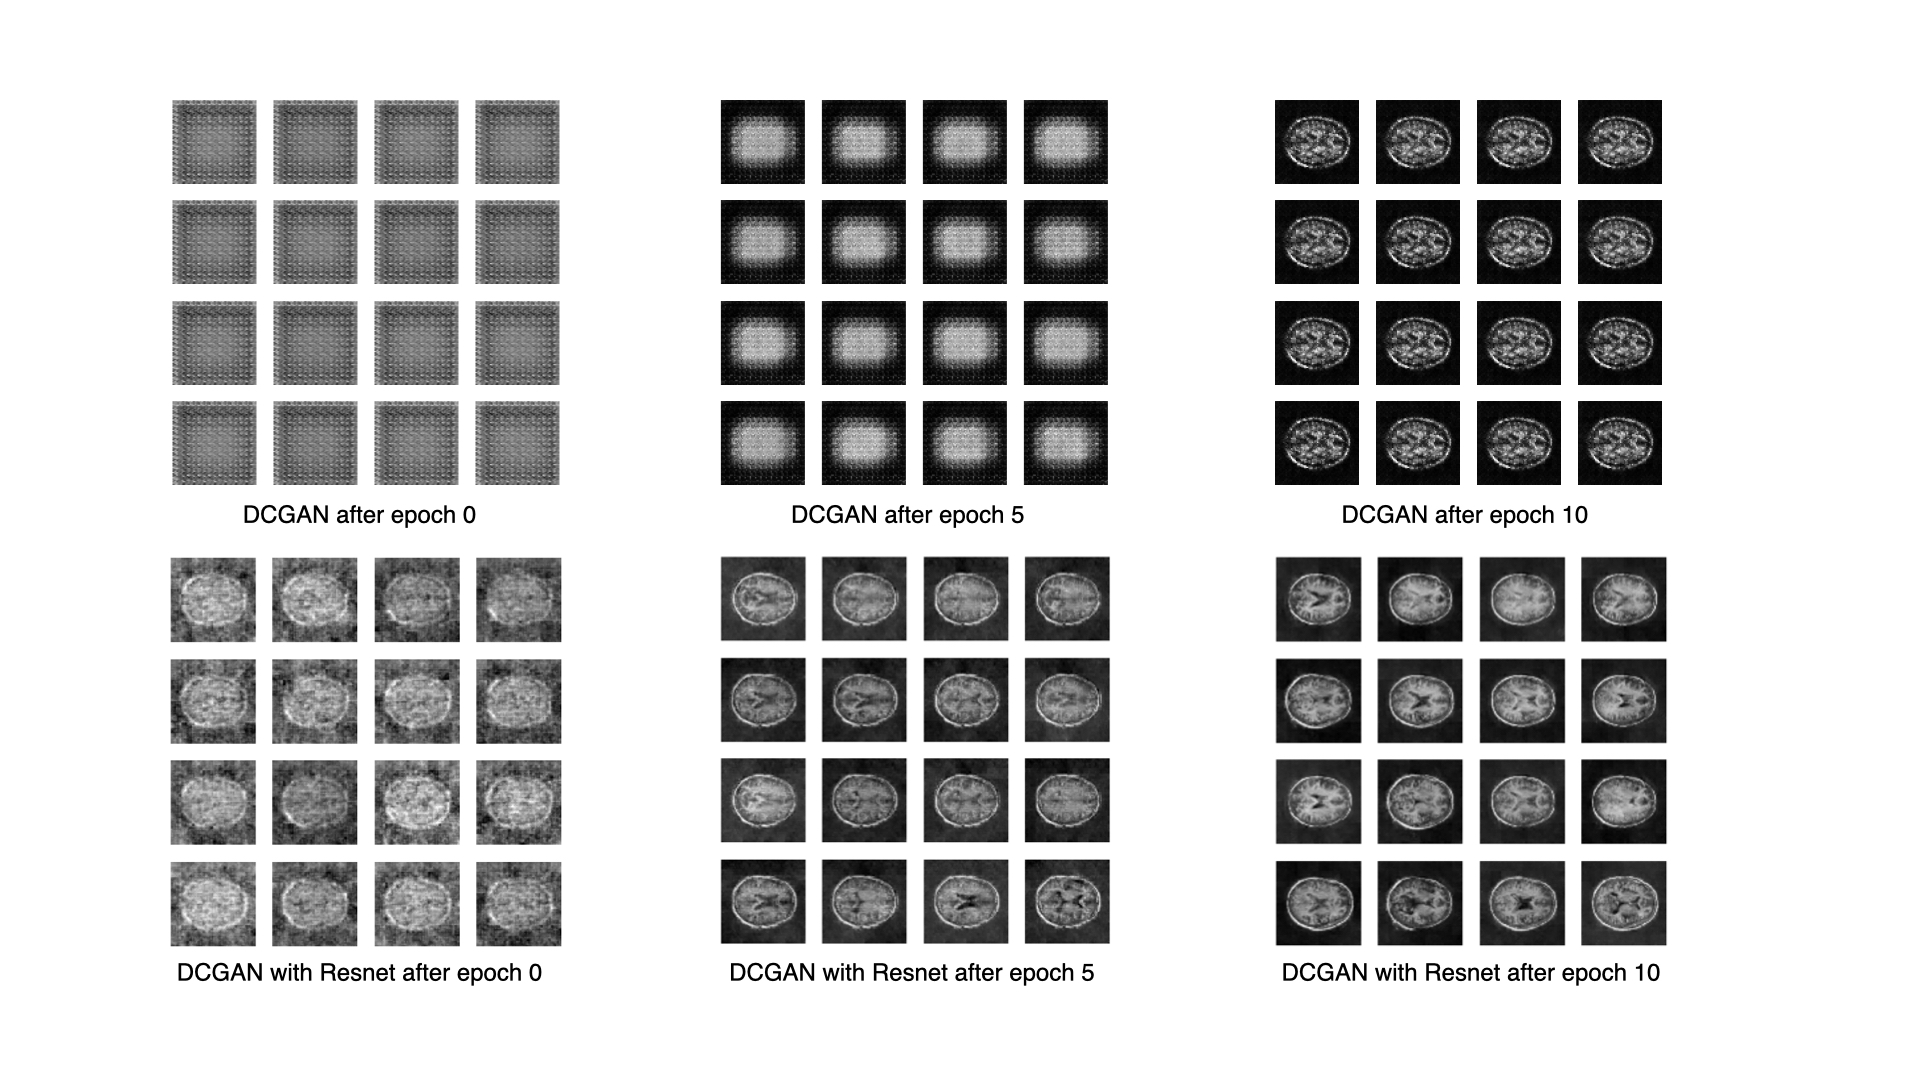 DCGAN after epoch 0
DCGAN after epoch 5
DCGAN after epoch 10
DCGAN with Resnet after epoch 0
DCGAN with Resnet after epoch 5
DCGAN with Resnet after epoch 10